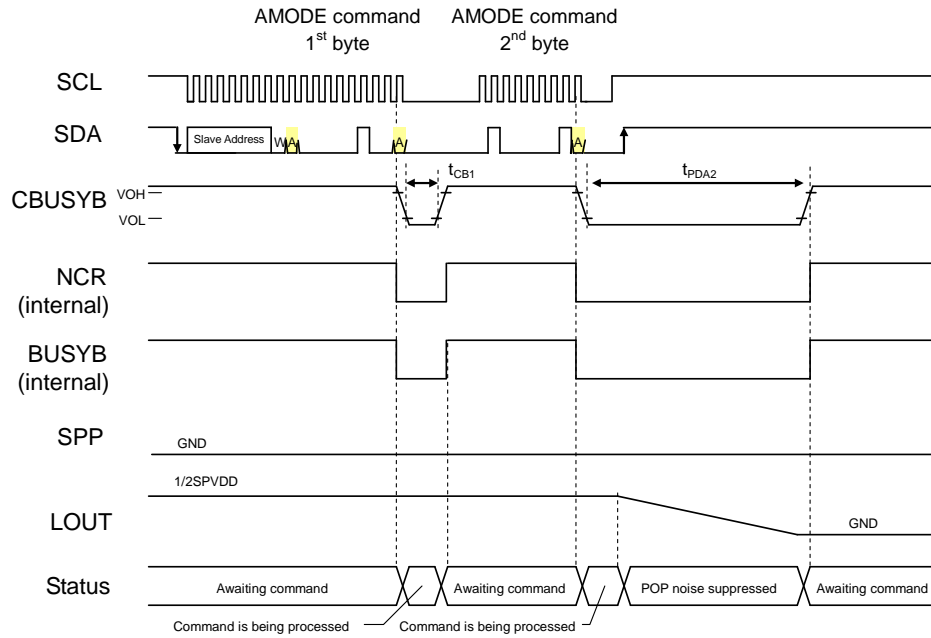 AMODE command
1st byte
AMODE command
2nd byte
SCL
SDA
Slave Address
W
A
A
A
tCB1
tPDA2
CBUSYB
VOH
VOL
NCR
(internal)
BUSYB
(internal)
SPP
GND
1/2SPVDD
LOUT
GND
Status
Awaiting command
Awaiting command
POP noise suppressed
Awaiting command
Command is being processed
Command is being processed